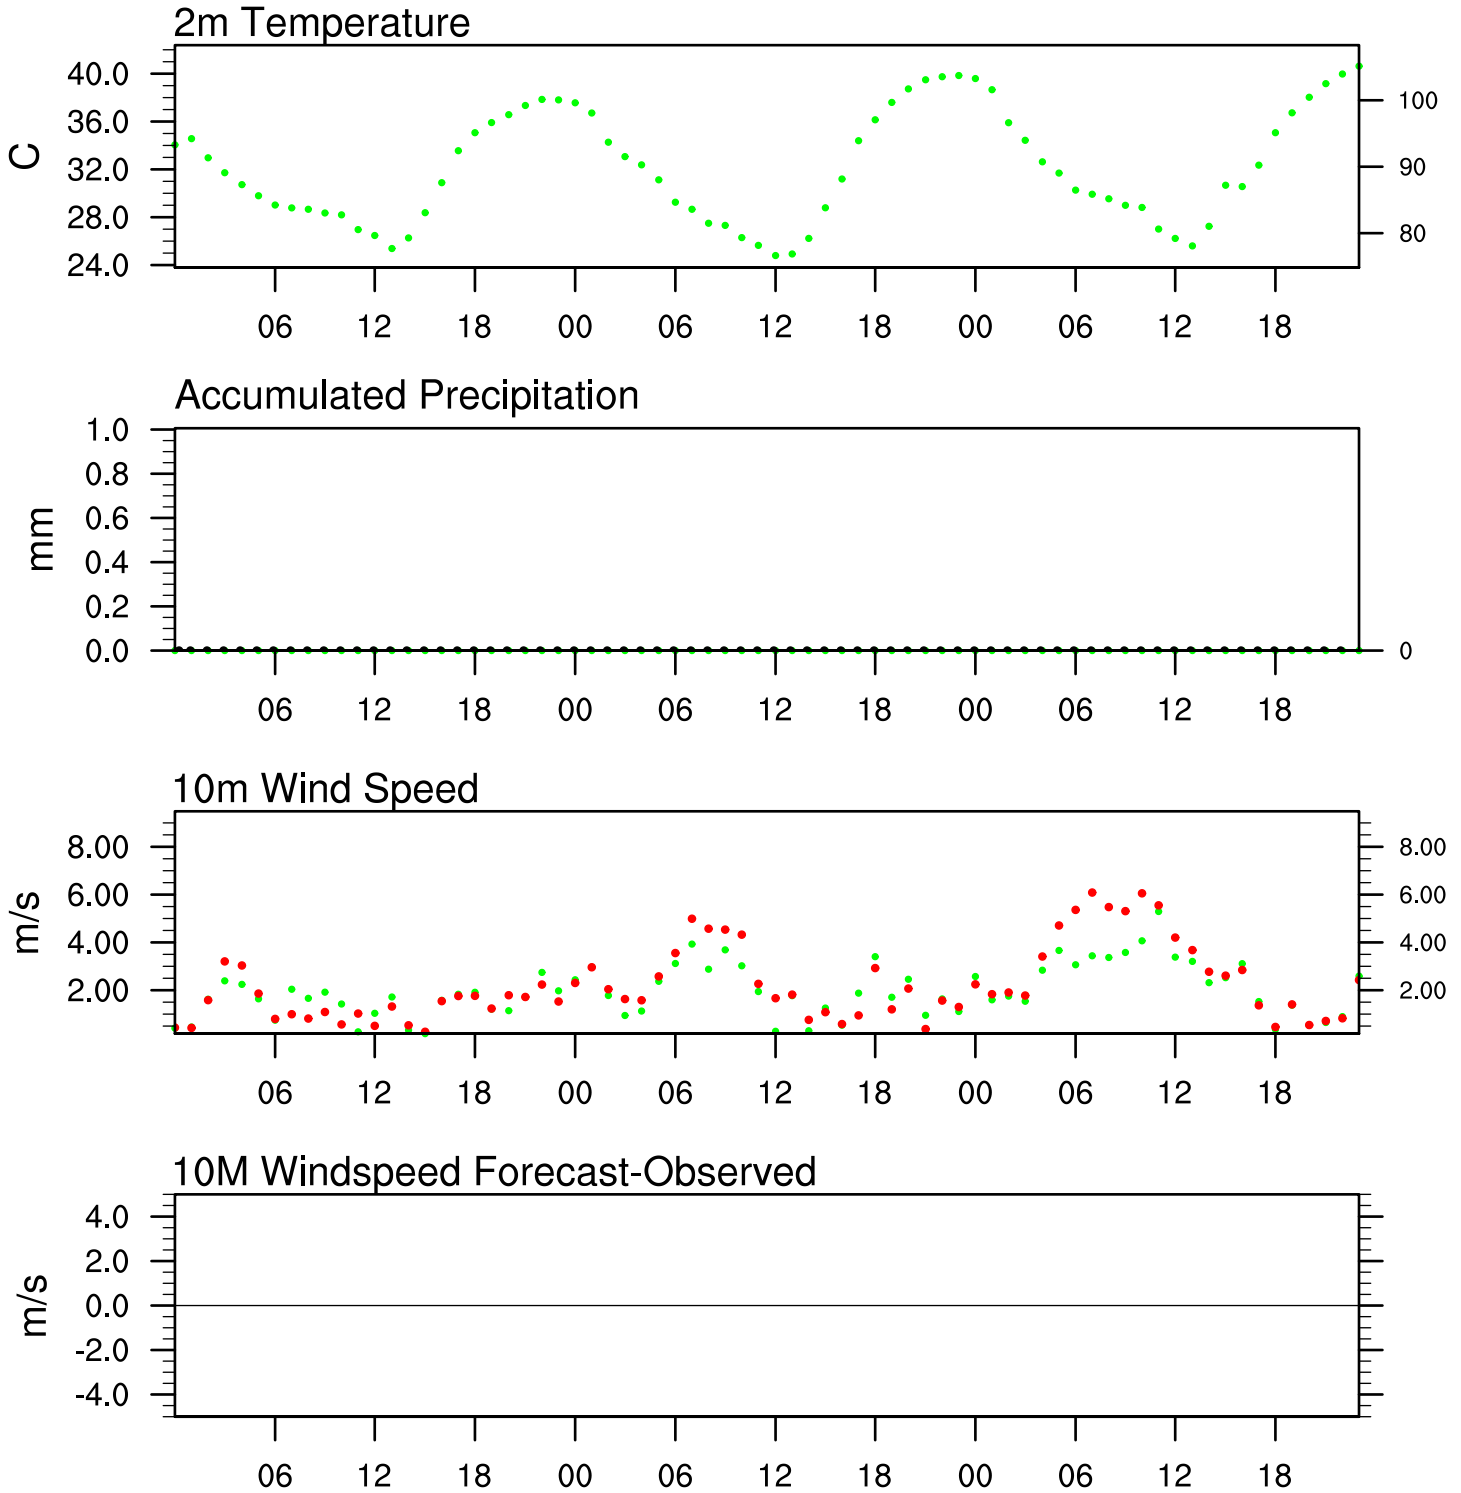 2m Temperature
40.0
36.0
32.0
28.0
24.0
C
100
90
80
06 12 18 00 06 12 18 00 06 12 18
Accumulated Precipitation
1.0
0.8
0.6
0.4
0.2
0.0
mm
0
06 12 18 00 06 12 18 00 06 12 18
10m Wind Speed
8.00
6.00
4.00
2.00
m/s
8.00
6.00
4.00
2.00
06 12 18 00 06 12 18 00 06 12 18
10M Windspeed Forecast-Observed
4.0
2.0
0.0
-2.0
-4.0
m/s
06 12 18 00 06 12 18 00 06 12 18